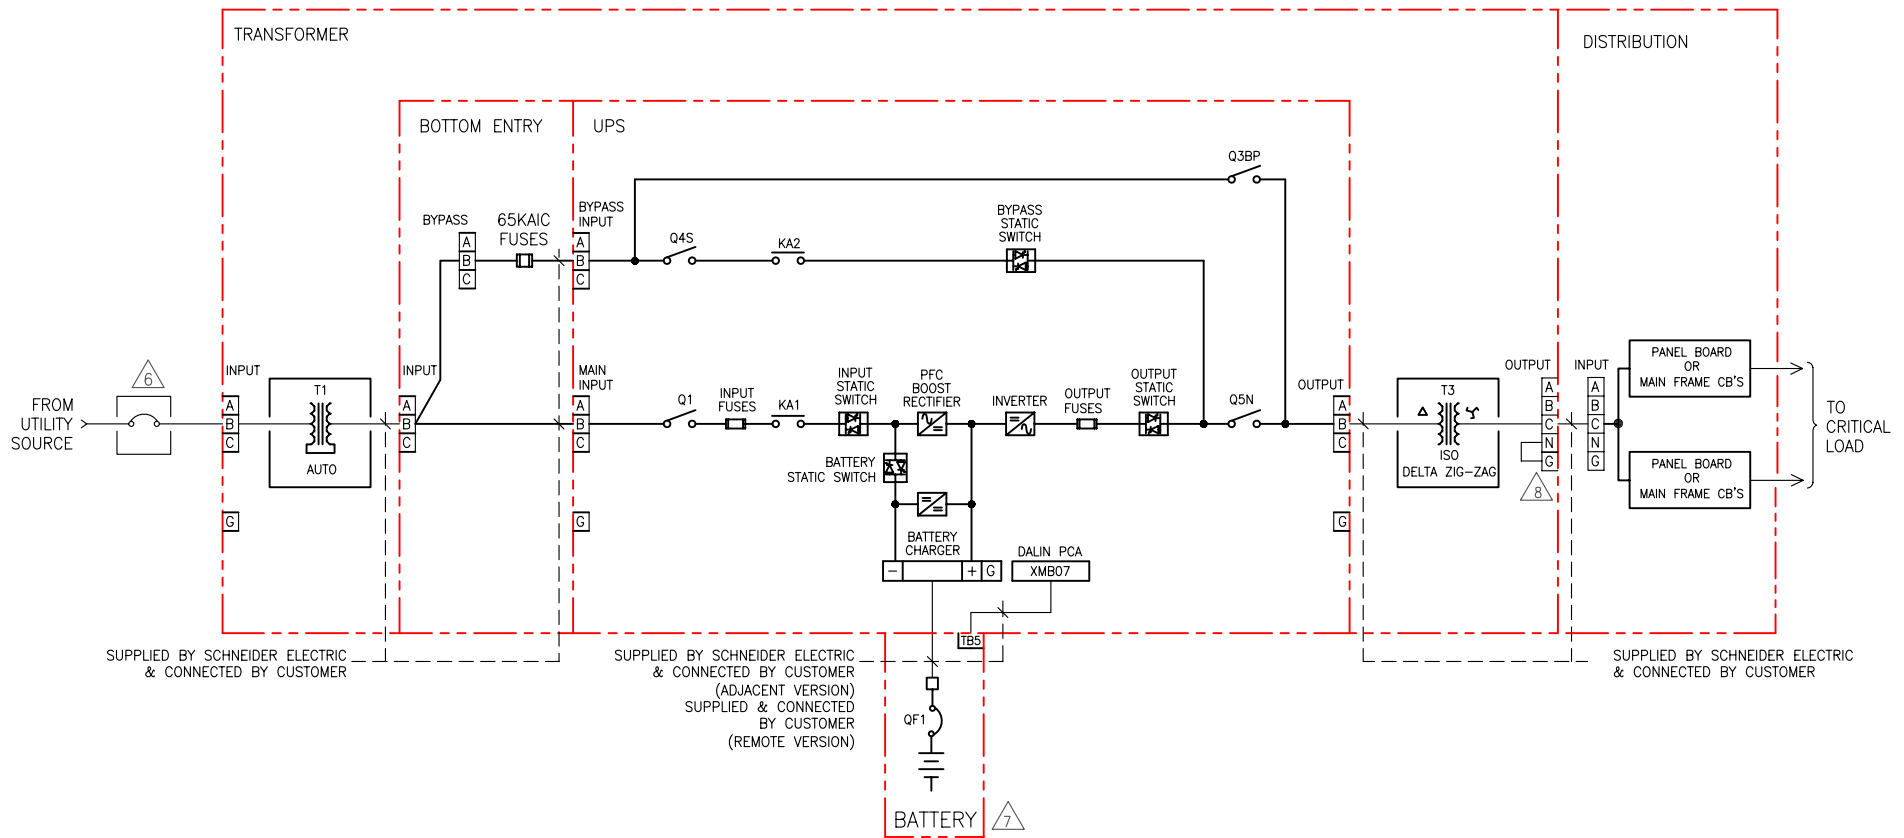 TRANSFORMER
DISTRIBUTION
BOTTOM ENTRY
UPS
Q3BP
BYPASS
65KAIC
FUSES
A
B
C
BYPASS
INPUT
A
B
C
Q4S
KA2
BYPASS
STATIC
SWITCH
FROM
UTILITY
SOURCE
6
INPUT
A
B
C
G
T1
AUTO
INPUT
A
B
C
MAIN
INPUT
A
B
C
G
Q1
INPUT
FUSES
KA1
INPUT
STATIC
SWITCH
PFC
BOOST
RECTIFIER
INVERTER
OUTPUT
FUSES
OUTPUT
STATIC
SWITCH
Q5N
OUTPUT
A
B
C
G
BATTERY
STATIC SWITCH
BATTERY
CHARGER
−
+
G
DALIN PCA
XMB07
TB5
T3
ISO
DELTA ZIG-ZAG
OUTPUT
A
B
C
N
G
8
INPUT
A
B
C
N
G
PANEL BOARD
OR
MAIN FRAME CB'S
PANEL BOARD
OR
MAIN FRAME CB'S
TO
CRITICAL
LOAD
SUPPLIED BY SCHNEIDER ELECTRIC
& CONNECTED BY CUSTOMER
SUPPLIED BY SCHNEIDER ELECTRIC
& CONNECTED BY CUSTOMER
(ADJACENT VERSION)
SUPPLIED & CONNECTED
BY CUSTOMER
(REMOTE VERSION)
SUPPLIED BY SCHNEIDER ELECTRIC
& CONNECTED BY CUSTOMER
QF1
BATTERY
7